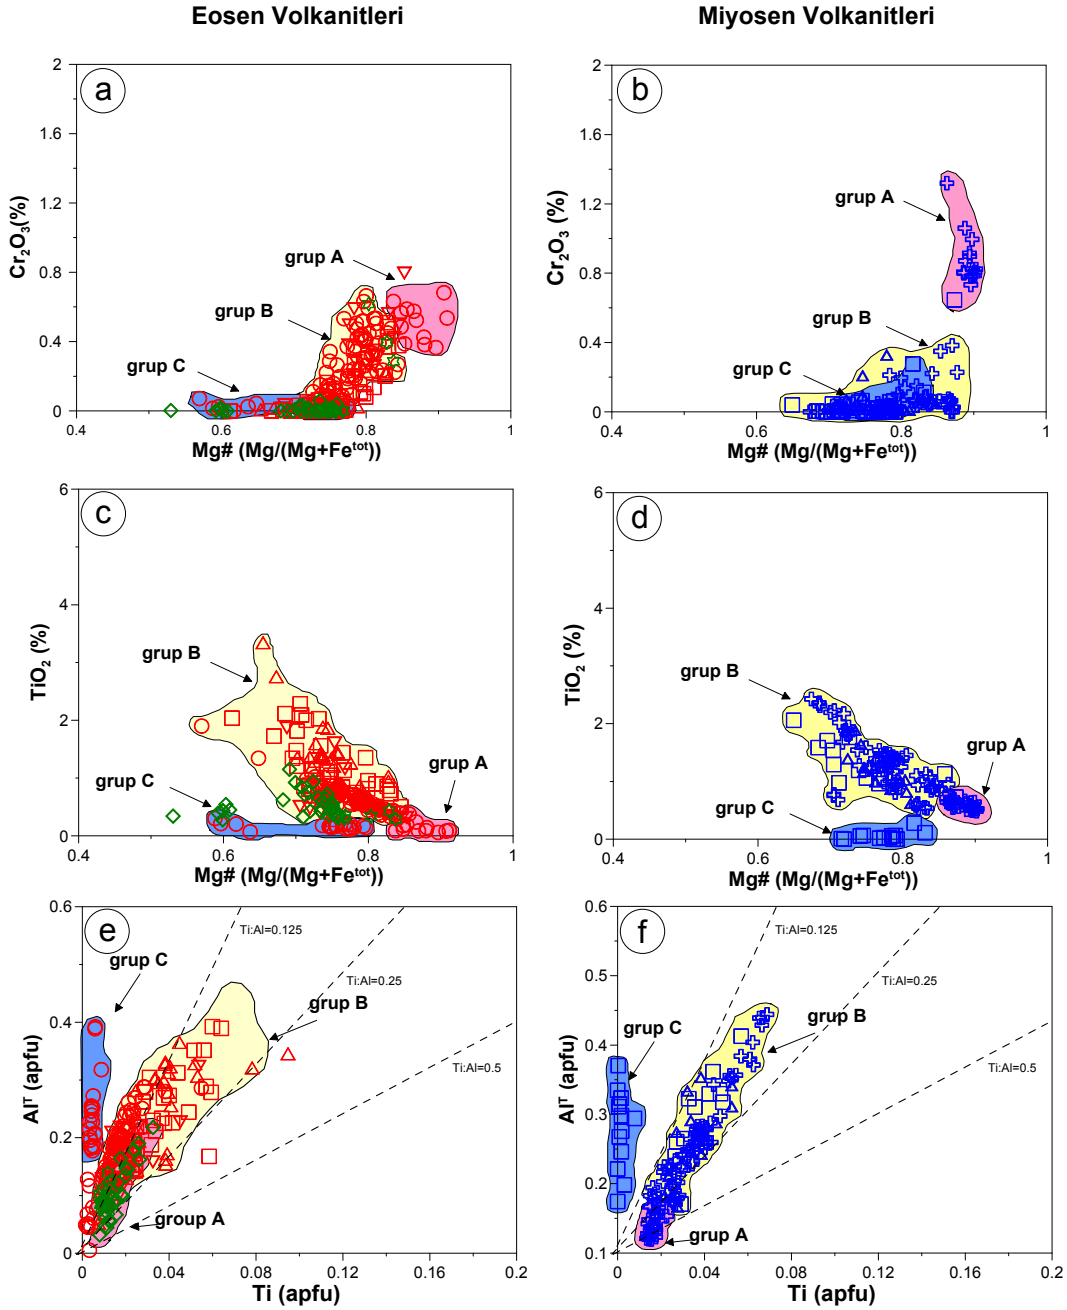 Eosen Volkanitleri
Miyosen Volkanitleri
a
Cr₂O₃(%)
2
1.6
1.2
0.8
0.4
0
grup A
grup B
grup C
0.4
0.6
0.8
1
Mg# (Mg/(Mg+Feᵗᵒᵗ))
b
Cr₂O₃ (%)
2
1.6
1.2
0.8
0.4
0
grup A
grup B
grup C
0.4
0.6
0.8
1
Mg# (Mg/(Mg+Feᵗᵒᵗ))
c
TiO₂ (%)
6
4
2
0
grup B
grup C
grup A
0.4
0.6
0.8
1
Mg# (Mg/(Mg+Feᵗᵒᵗ))
d
TiO₂ (%)
6
4
2
0
grup B
grup A
grup C
0.4
0.6
0.8
1
Mg# (Mg/(Mg+Feᵗᵒᵗ))
e
Alᵀ (apfu)
0.6
0.4
0.2
0
Ti:Al=0.125
grup C
Ti:Al=0.25
grup B
Ti:Al=0.5
group A
0
0.04
0.08
0.12
0.16
0.2
Ti (apfu)
f
Alᵀ (apfu)
0.6
0.5
0.4
0.3
0.2
0.1
Ti:Al=0.125
Ti:Al=0.25
grup C
grup B
Ti:Al=0.5
grup A
0
0.04
0.08
0.12
0.16
0.2
Ti (apfu)